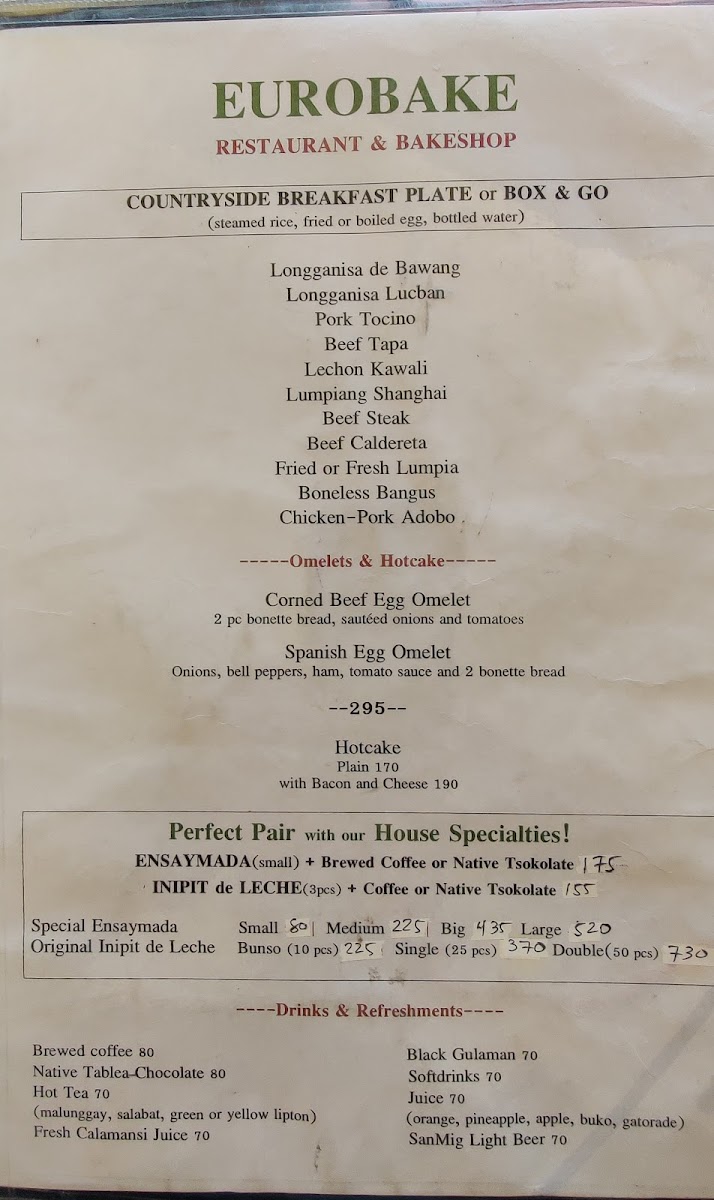 EUROBAKE
RESTAURANT & BAKESHOP
COUNTRYSIDE BREAKFAST PLATE or BOX & GO
(steamed rice, fried or boiled egg, bottled water)
Longganisa de Bawang
Longganisa Lucban
Pork Tocino
Beef Tapa
Lechon Kawali
Lumpiang Shanghai
Beef Steak
Beef Caldereta
Fried or Fresh Lumpia
Boneless Bangus
Chicken-Pork Adobo
-----Omelets & Hotcake-----
Corned Beef Egg Omelet
2 pc bonette bread, sautéed onions and tomatoes
Spanish Egg Omelet
Onions, bell peppers, ham, tomato sauce and 2 bonette bread
--295--
Hotcake
Plain 170
with Bacon and Cheese 190
Perfect Pair with our House Specialties!
ENSAYMADA(small) + Brewed Coffee or Native Tsokolate 175
INIPIT de LECHE(3pcs) + Coffee or Native Tsokolate 155
Special Ensaymada Small 80 Medium 225 Big 435 Large 520
Original Inipit de Leche Bunso (10 pcs) 225 Single (25 pcs) 370 Double(50 pcs) 730
----Drinks & Refreshments----
Brewed coffee 80
Native Tablea-Chocolate 80
Hot Tea 70
(malunggay, salabat, green or yellow lipton)
Fresh Calamansi Juice 70
Black Gulaman 70
Softdrinks 70
Juice 70
(orange, pineapple, apple, buko, gatorade)
SanMig Light Beer 70